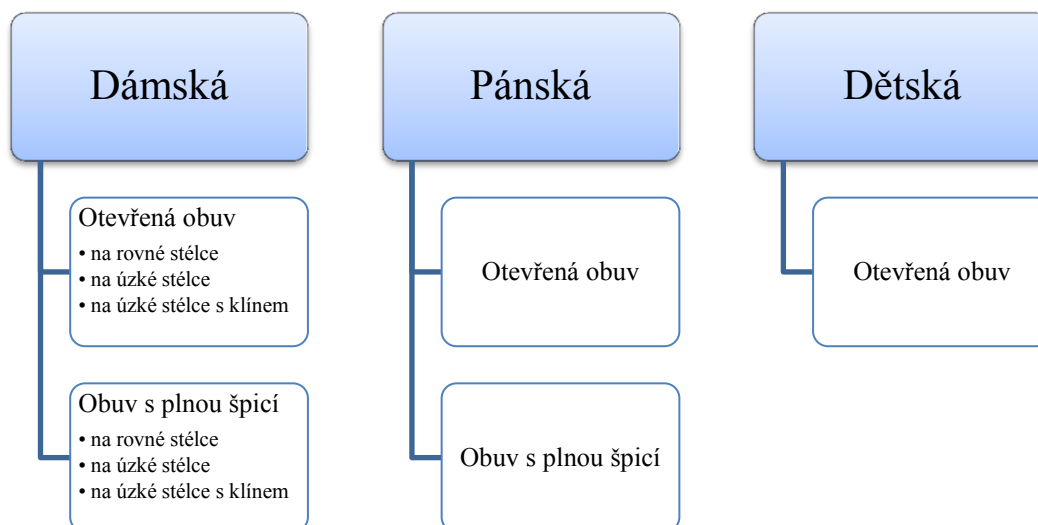 Dámská
Otevřená obuv
• na rovné stélce
• na úzké stélce
• na úzké stélce s klínem
Obuv s plnou špicí
• na rovné stélce
• na úzké stélce
• na úzké stélce s klínem
Pánská
Otevřená obuv
Obuv s plnou špicí
Dětská
Otevřená obuv